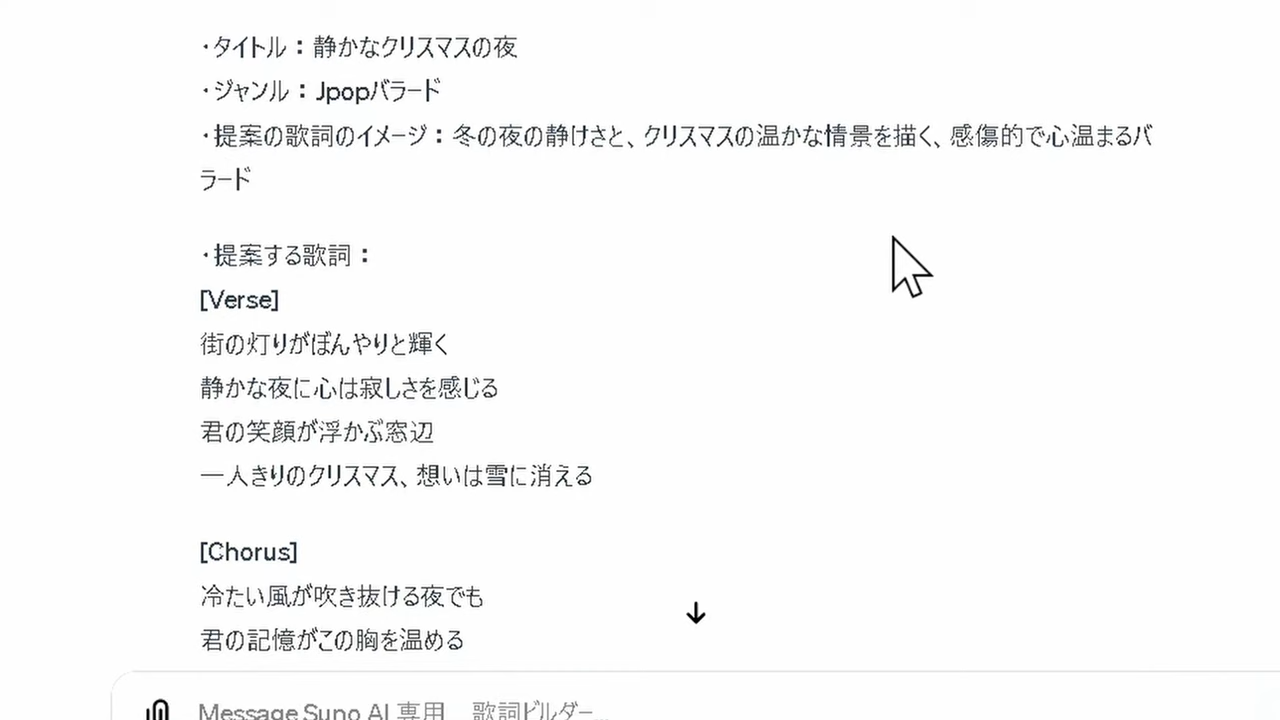 ・タイトル：静かなクリスマスの夜
・ジャンル：Jpopバラード
・提案の歌詞のイメージ：冬の夜の静けさと、クリスマスの温かな情景を描く、感傷的で心温まるバ
ラード
・提案する歌詞：
[Verse]
街の灯りがぼんやりと輝く
静かな夜に心は寂しさを感じる
君の笑顔が浮かぶ窓辺
一人きりのクリスマス、想いは雪に消える
[Chorus]
冷たい風が吹き抜ける夜でも
君の記憶がこの胸を温める
Message Suno AI 専用　歌詞ビルダー...